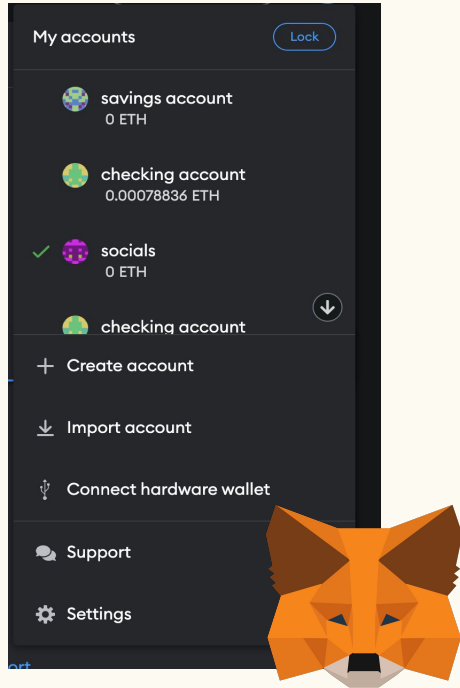 My accounts
Lock
savings account
0 ETH
checking account
0.00078836 ETH
socials
0 ETH
checking account
Create account
Import account
Connect hardware wallet
Support
Settings
ort